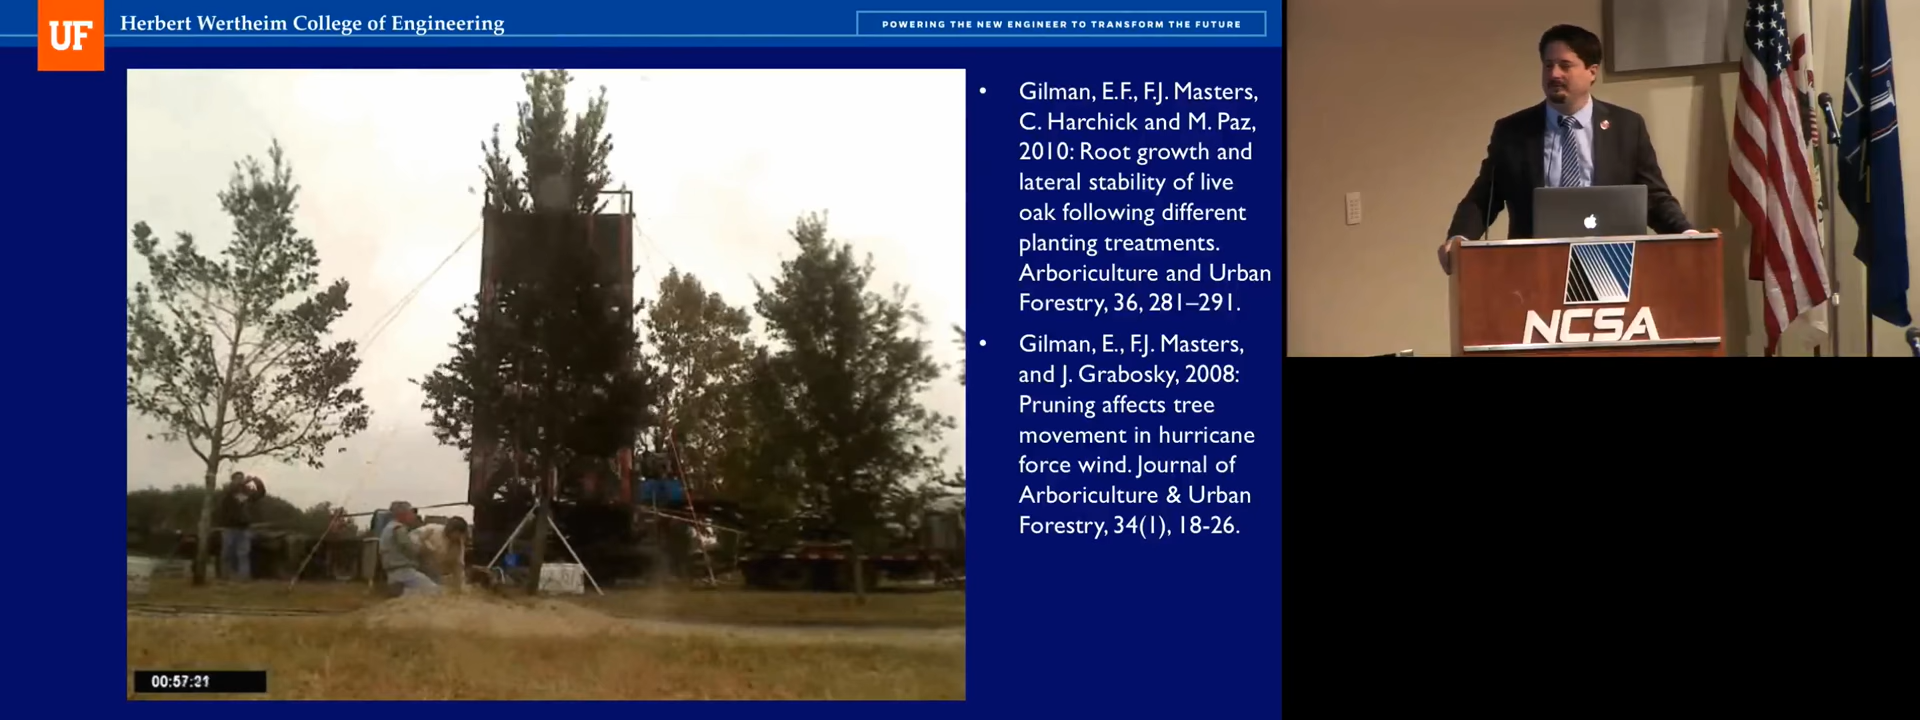 UF
Herbert Wertheim College of Engineering
POWERING THE NEW ENGINEER TO TRANSFORM THE FUTURE
• Gilman, E.F., F.J. Masters,
C. Harchick and M. Paz,
2010: Root growth and
lateral stability of live
oak following different
planting treatments.
Arboriculture and Urban
Forestry, 36, 281–291.
• Gilman, E., F.J. Masters,
and J. Grabosky, 2008:
Pruning affects tree
movement in hurricane
force wind. Journal of
Arboriculture & Urban
Forestry, 34(1), 18-26.
00:57:21
NCSA